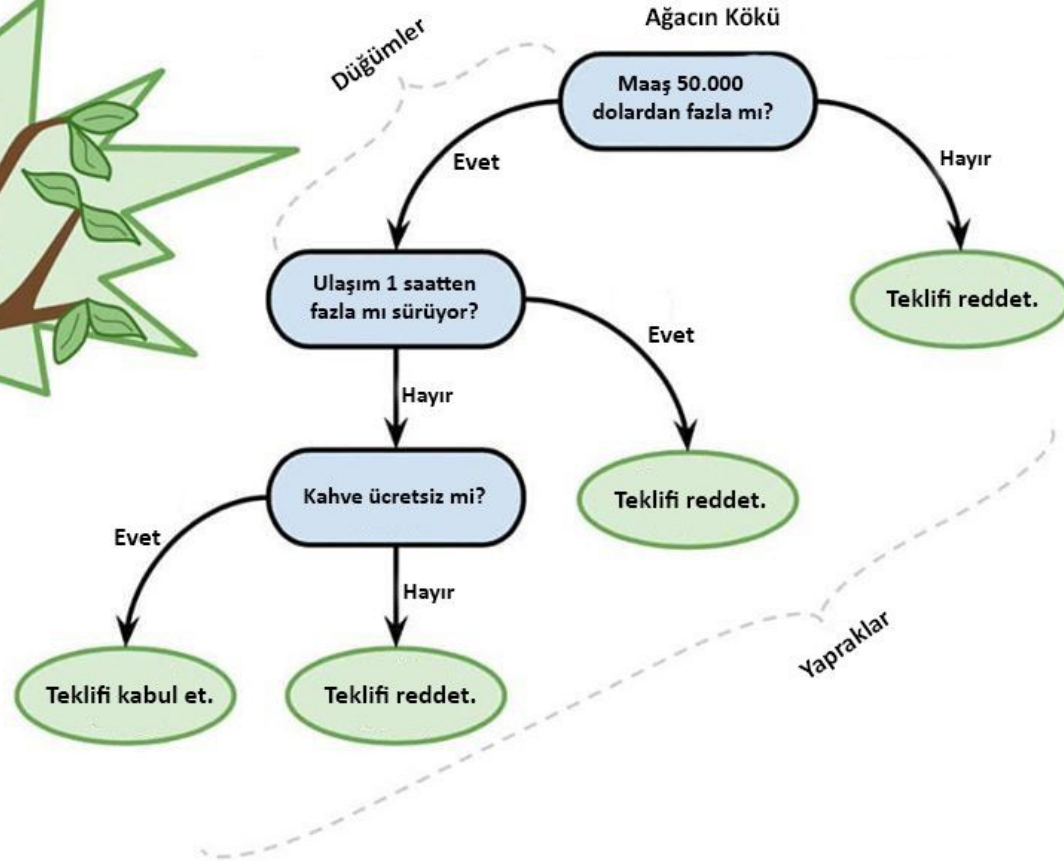 Ağacın Kökü
Düğümler
Maaş 50.000
dolardan fazla mı?
Evet
Hayır
Ulaşım 1 saatten
fazla mı sürüyor?
Teklifi reddet.
Evet
Hayır
Kahve ücretsiz mi?
Teklifi reddet.
Evet
Hayır
Yapraklar
Teklifi kabul et.
Teklifi reddet.